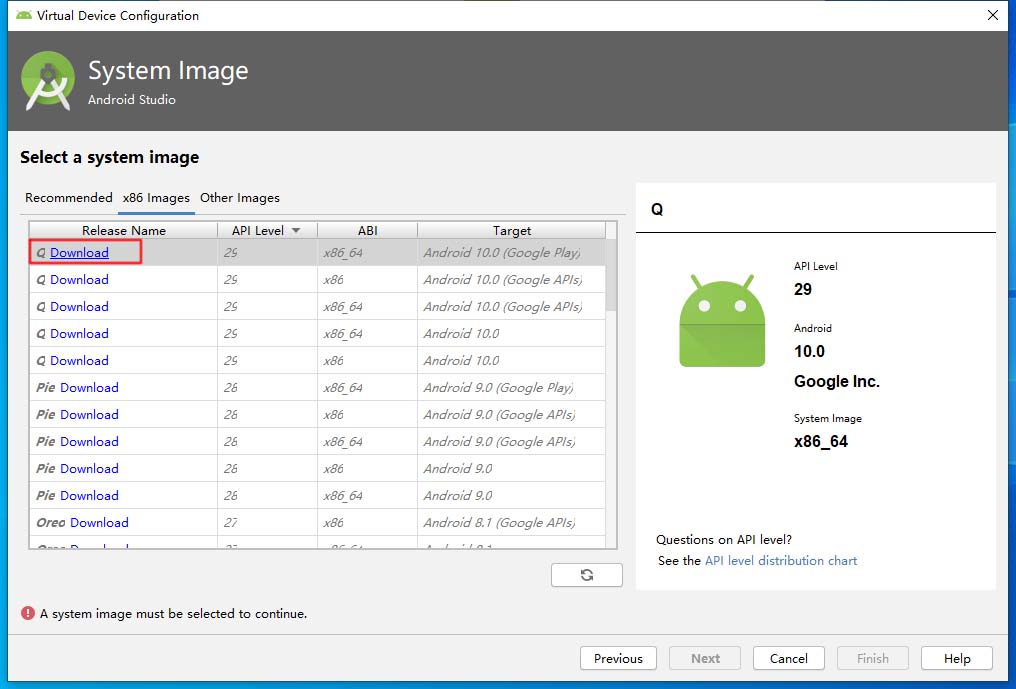 Virtual Device Configuration
System Image
Android Studio
Select a system image
Recommended x86 Images Other Images
Release Name API Level ABI Target
Q Download 29 x86_64 Android 10.0 (Google Play)
Q Download 29 x86 Android 10.0 (Google APIs)
Q Download 29 x86_64 Android 10.0 (Google APIs)
Q Download 29 x86_64 Android 10.0
Q Download 29 x86 Android 10.0
Pie Download 28 x86_64 Android 9.0 (Google Play)
Pie Download 28 x86 Android 9.0 (Google APIs)
Pie Download 28 x86_64 Android 9.0 (Google APIs)
Pie Download 28 x86 Android 9.0
Pie Download 28 x86_64 Android 9.0
Oreo Download 27 x86 Android 8.1 (Google APIs)
Q
API Level
29
Android
10.0
Google Inc.
System Image
x86_64
Questions on API level?
See the API level distribution chart
A system image must be selected to continue.
Previous Next Cancel Finish Help